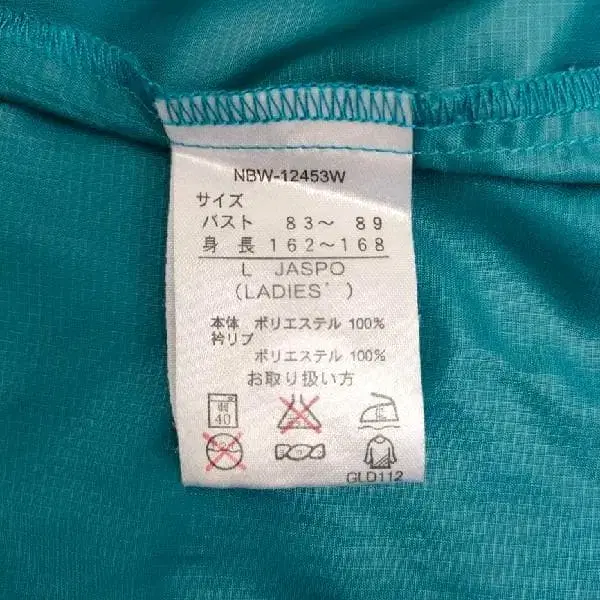 NBW-12453W
サイズ
バスト 83～ 89
身 長 162～168
L JASPO
(LADIES')
本体 ポリエステル 100%
衿リブ
ポリエステル 100%
お取り扱い方
弱
40
GLD112